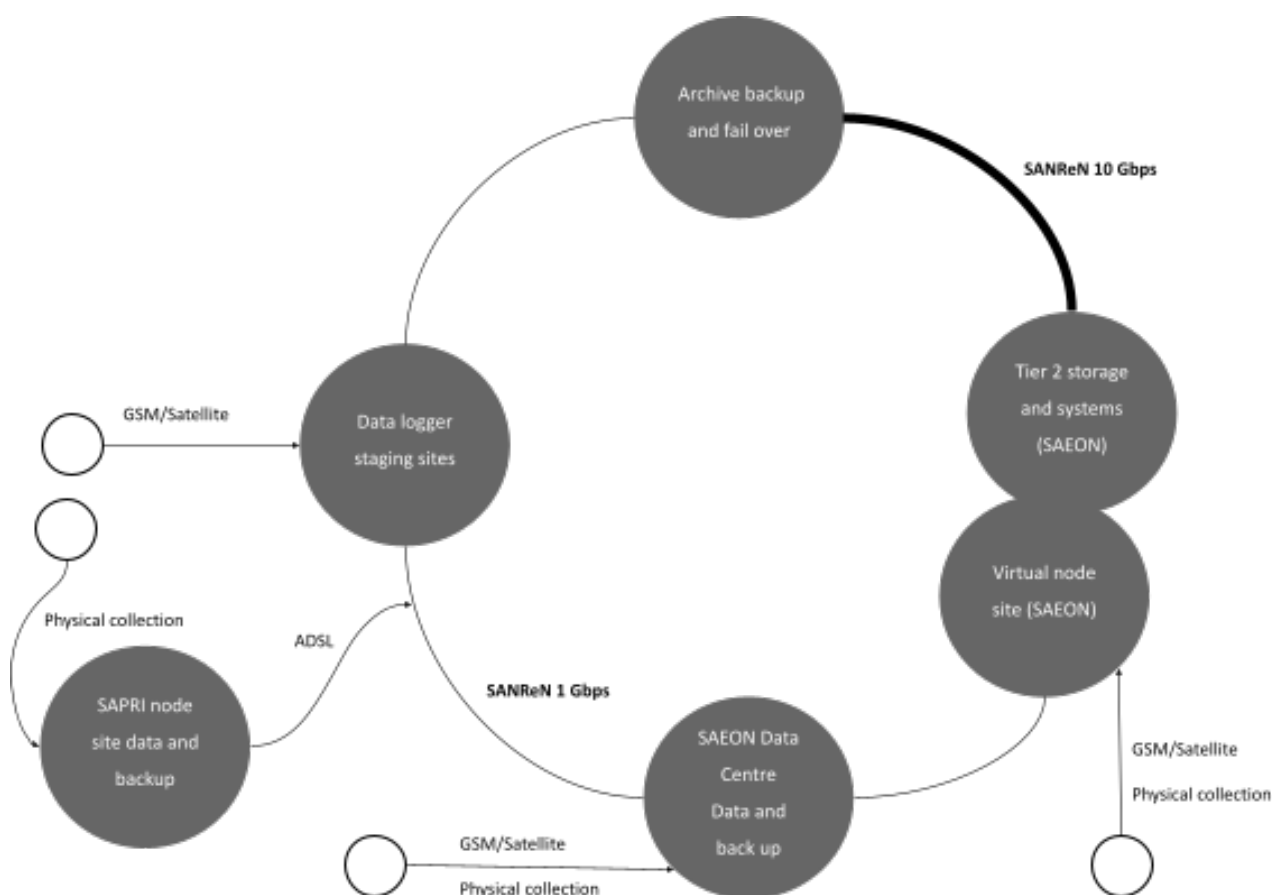 Archive backup
and fail over
SANReN 10 Gbps
Tier 2 storage
and systems
(SAEON)
GSM/Satellite
Data logger
staging sites
Virtual node
site (SAEON)
Physical collection
ADSL
SAPRI node
site data and
backup
SANReN 1 Gbps
SAEON Data
Centre
Data and
back up
GSM/Satellite
Physical collection
GSM/Satellite
Physical collection